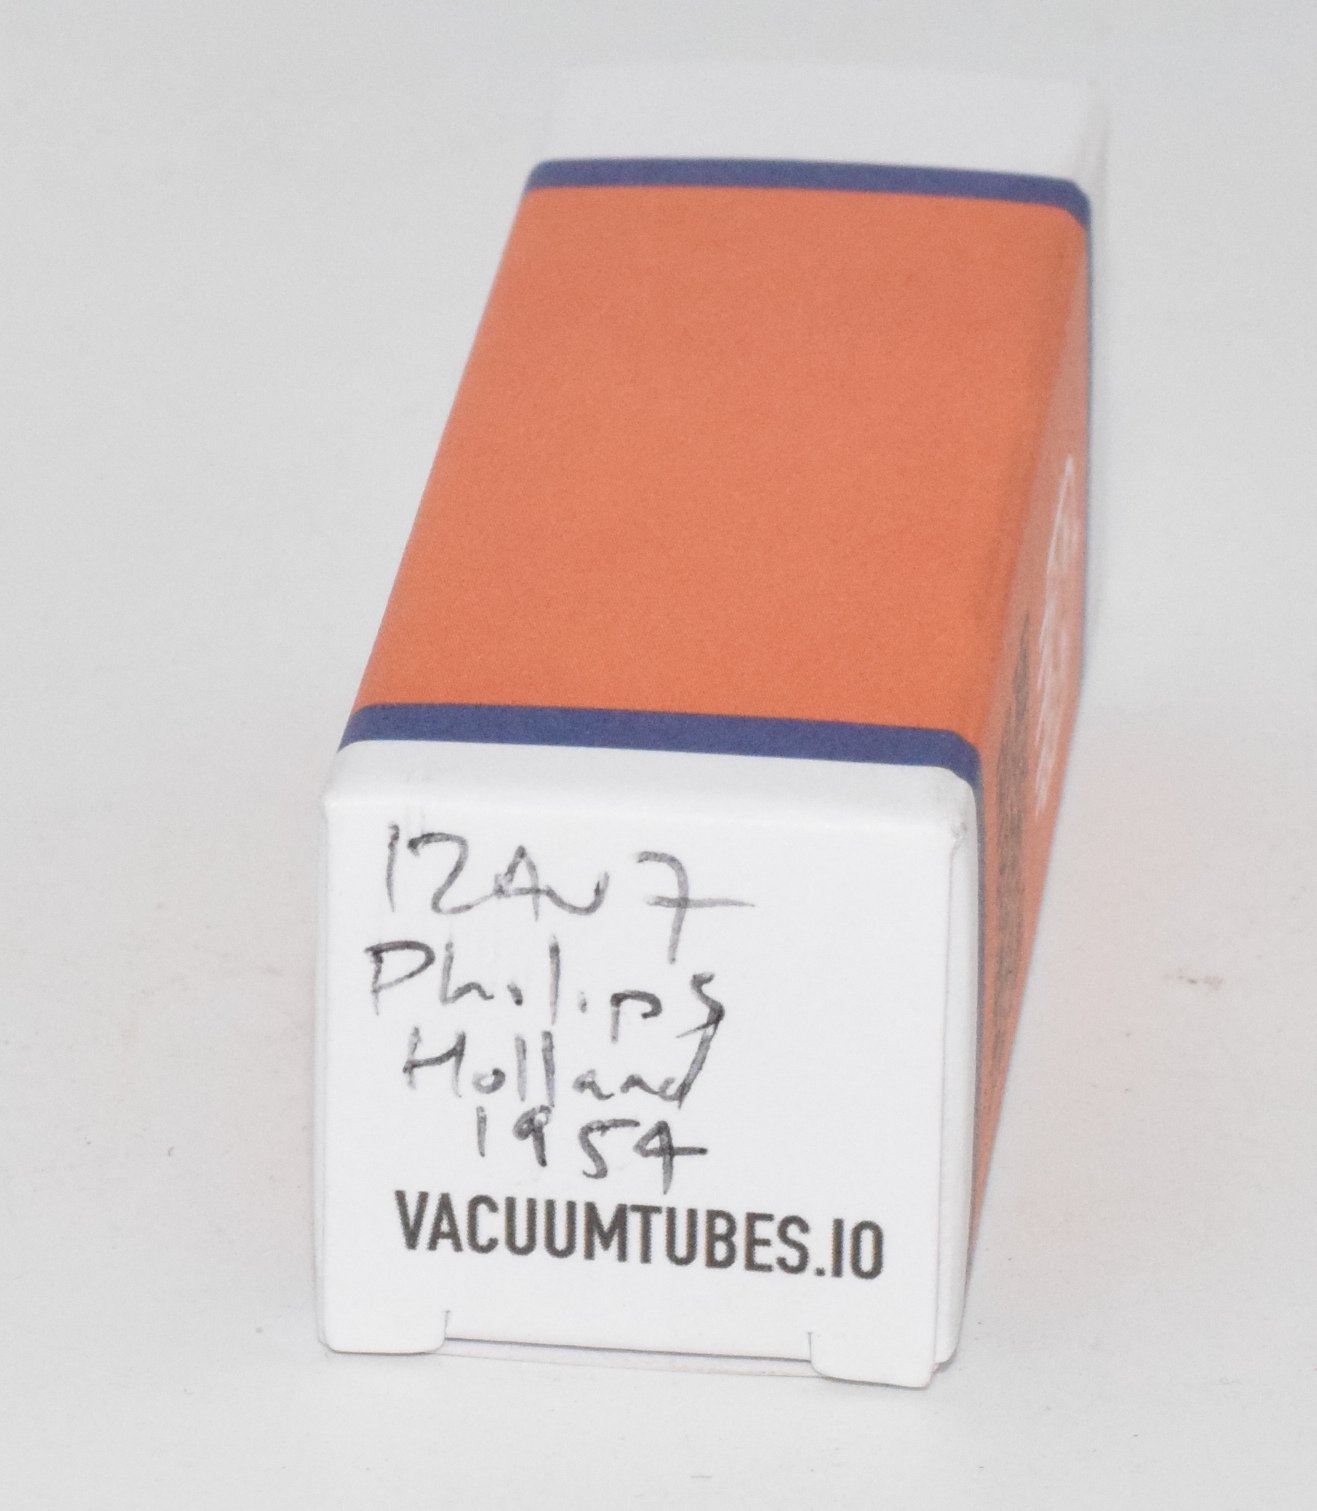 12AU7
Philips
Holland
1954
VACUUMTUBES.IO